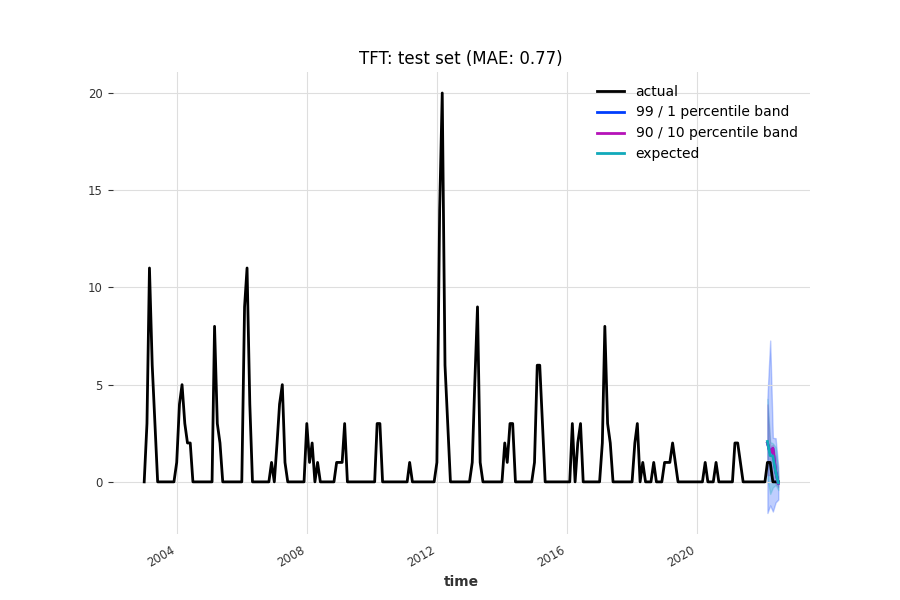 TFT: test set (MAE: 0.77)
actual
99 / 1 percentile band
90 / 10 percentile band
expected
20
15
10
5
0
2004
2008
2012
2016
2020
time